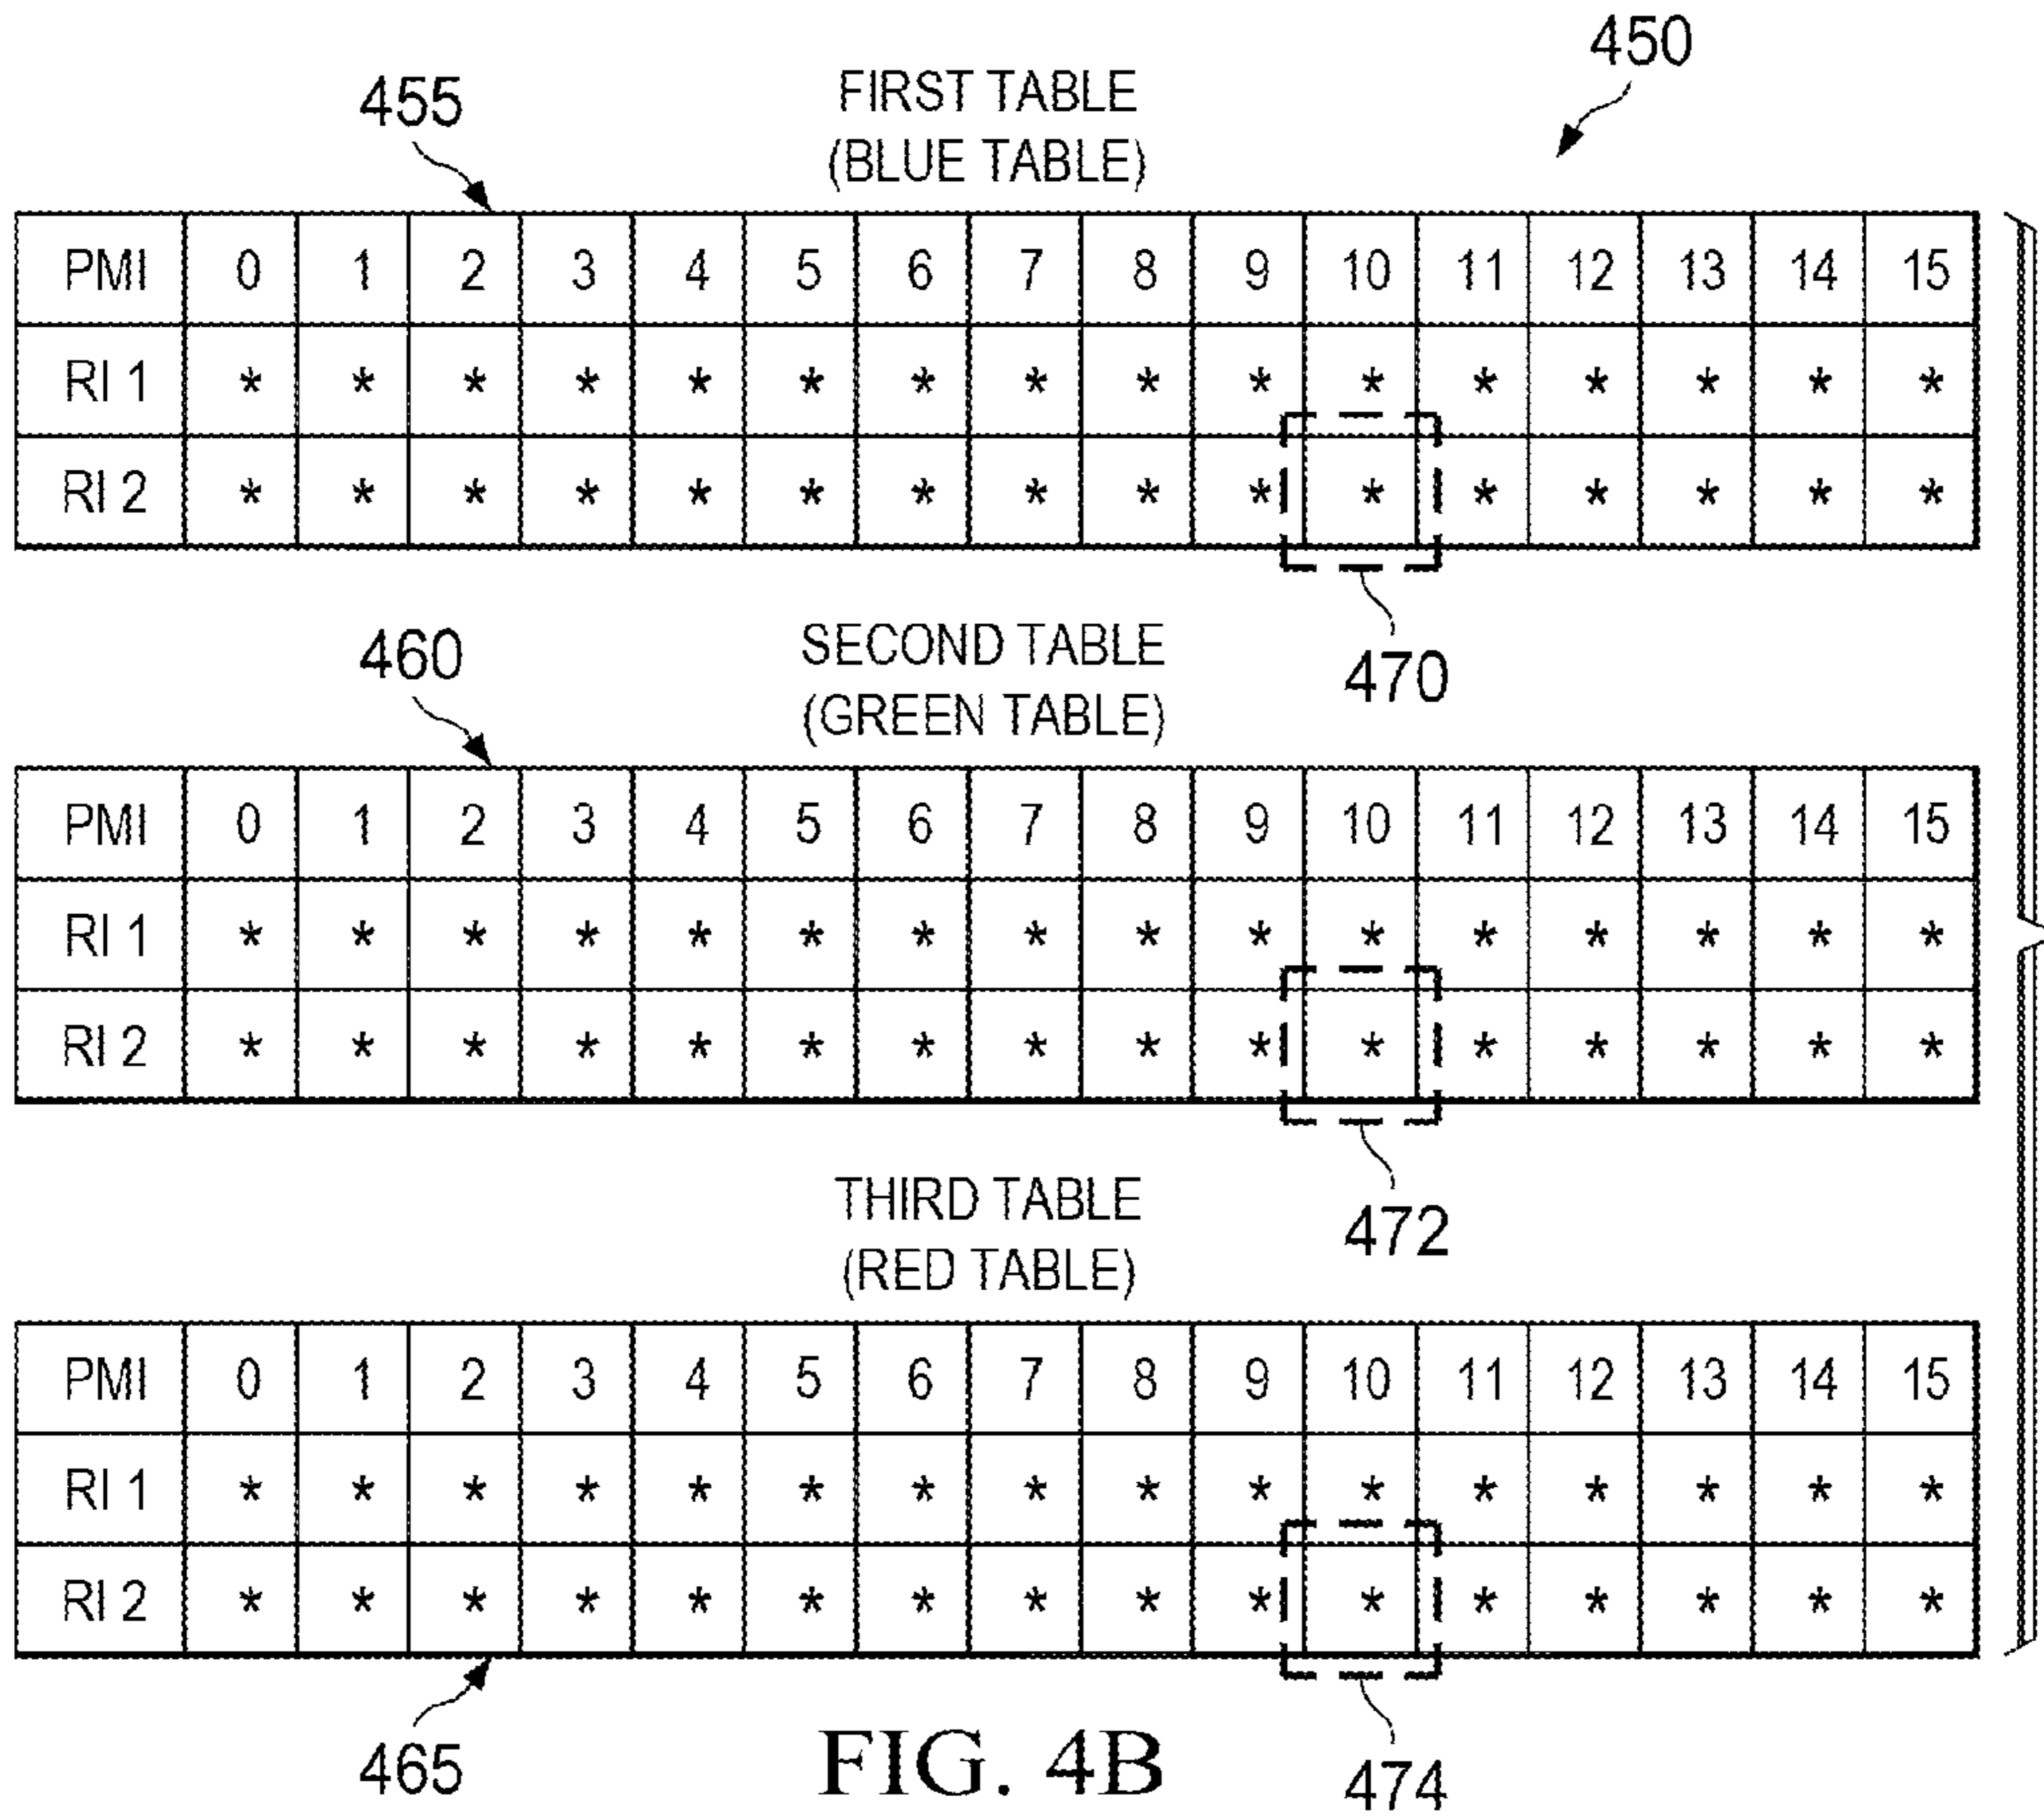 450
455
FIRST TABLE
(BLUE TABLE)
PMI 0 1 2 3 4 5 6 7 8 9 10 11 12 13 14 15
RI 1 * * * * * * * * * * * * * * * *
RI 2 * * * * * * * * * * * * * * * *
470
460
SECOND TABLE
(GREEN TABLE)
PMI 0 1 2 3 4 5 6 7 8 9 10 11 12 13 14 15
RI 1 * * * * * * * * * * * * * * * *
RI 2 * * * * * * * * * * * * * * * *
472
THIRD TABLE
(RED TABLE)
PMI 0 1 2 3 4 5 6 7 8 9 10 11 12 13 14 15
RI 1 * * * * * * * * * * * * * * * *
RI 2 * * * * * * * * * * * * * * * *
465
FIG. 4B
474